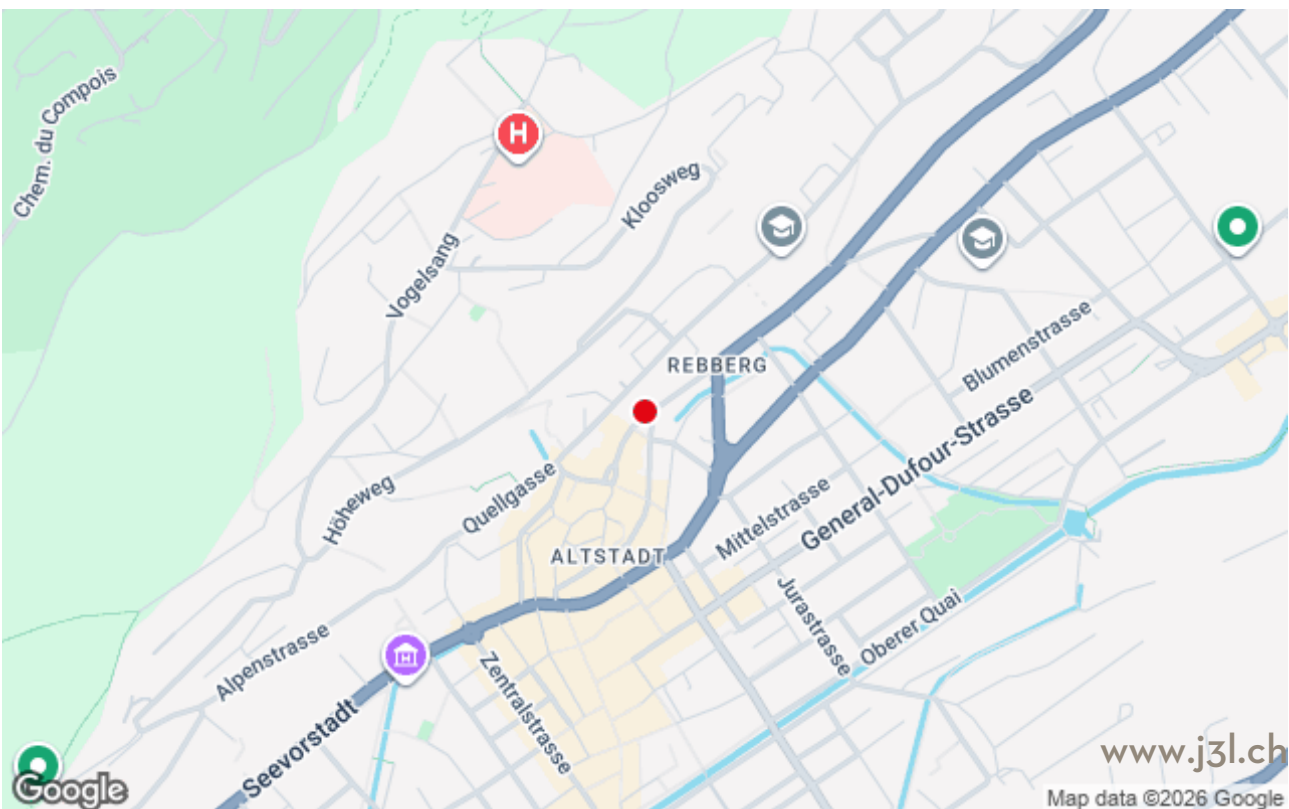 Chem. du Compois
H
Kloosweg
Vogelsang
REBBERG
Blumenstrasse
General-Dufour-Strasse
Höheweg
Quellgasse
Mittelstrasse
ALTSTADT
Jurastrasse
Oberer Quai
Alpenstrasse
Zentralstrasse
Seevorstadt
www.j3l.ch
Google
Map data ©2026 Google